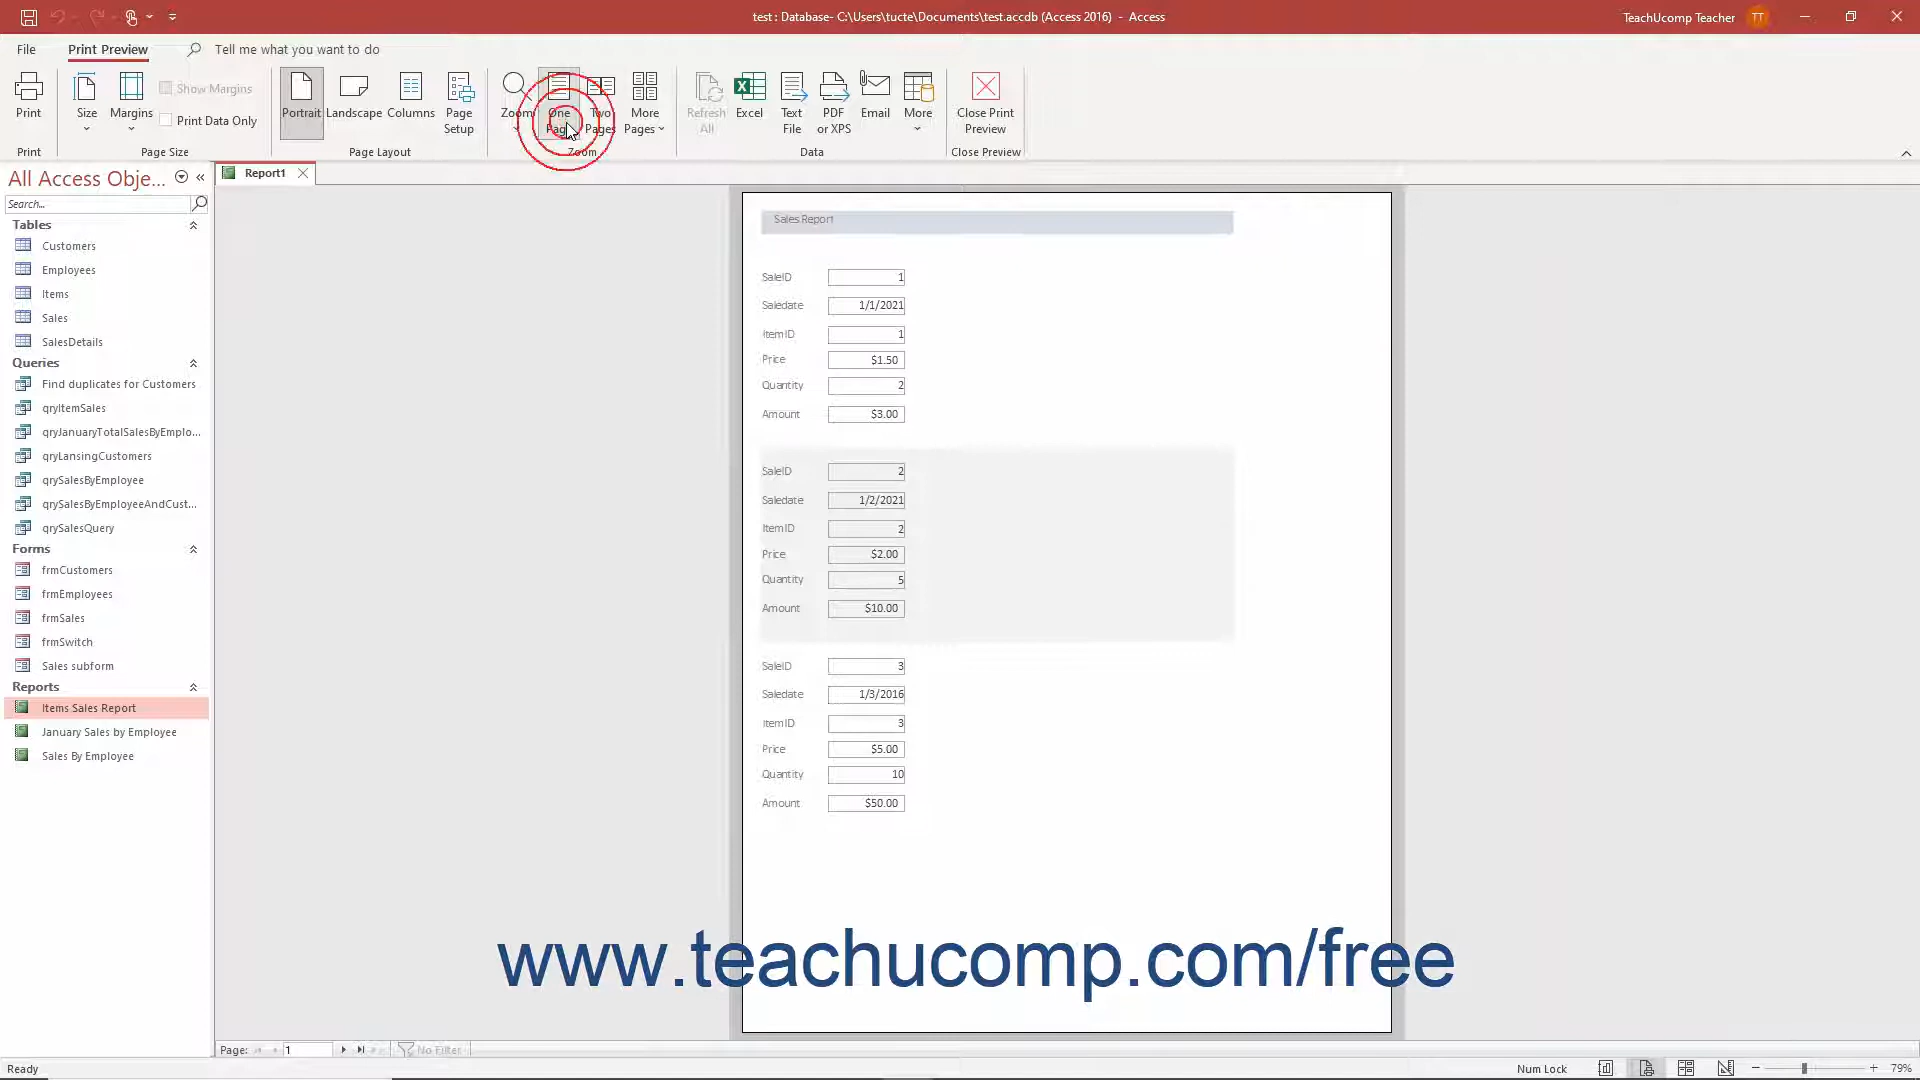 test : Database- C:\Users\tucte\Documents\test.accdb (Access 2016) - Access
TeachUcomp Teacher
TT
File
Print Preview
Tell me what you want to do
Print
Size
Margins
Show Margins
Print Data Only
Portrait
Landscape
Columns
Page Setup
Zoom
One Page
Two Pages
More Pages
Refresh All
Excel
Text File
PDF or XPS
Email
More
Close Print Preview
Print
Page Size
Page Layout
Zoom
Data
Close Preview
All Access Obje...
Search...
Tables
Customers
Employees
Items
Sales
SalesDetails
Queries
Find duplicates for Customers
qryItemSales
qryJanuaryTotalSalesByEmplo...
qryLansingCustomers
qrySalesByEmployee
qrySalesByEmployeeAndCust...
qrySalesQuery
Forms
frmCustomers
frmEmployees
frmSales
frmSwitch
Sales subform
Reports
Items Sales Report
January Sales by Employee
Sales By Employee
Report1
Sales Report
SaleID 1
Saledate 1/1/2021
ItemID 1
Price $1.50
Quantity 2
Amount $3.00
SaleID 2
Saledate 1/2/2021
ItemID 2
Price $2.00
Quantity 5
Amount $10.00
SaleID 3
Saledate 1/3/2016
ItemID 3
Price $5.00
Quantity 10
Amount $50.00
www.teachucomp.com/free
Page: 1 No Filter
Ready
Num Lock
79%